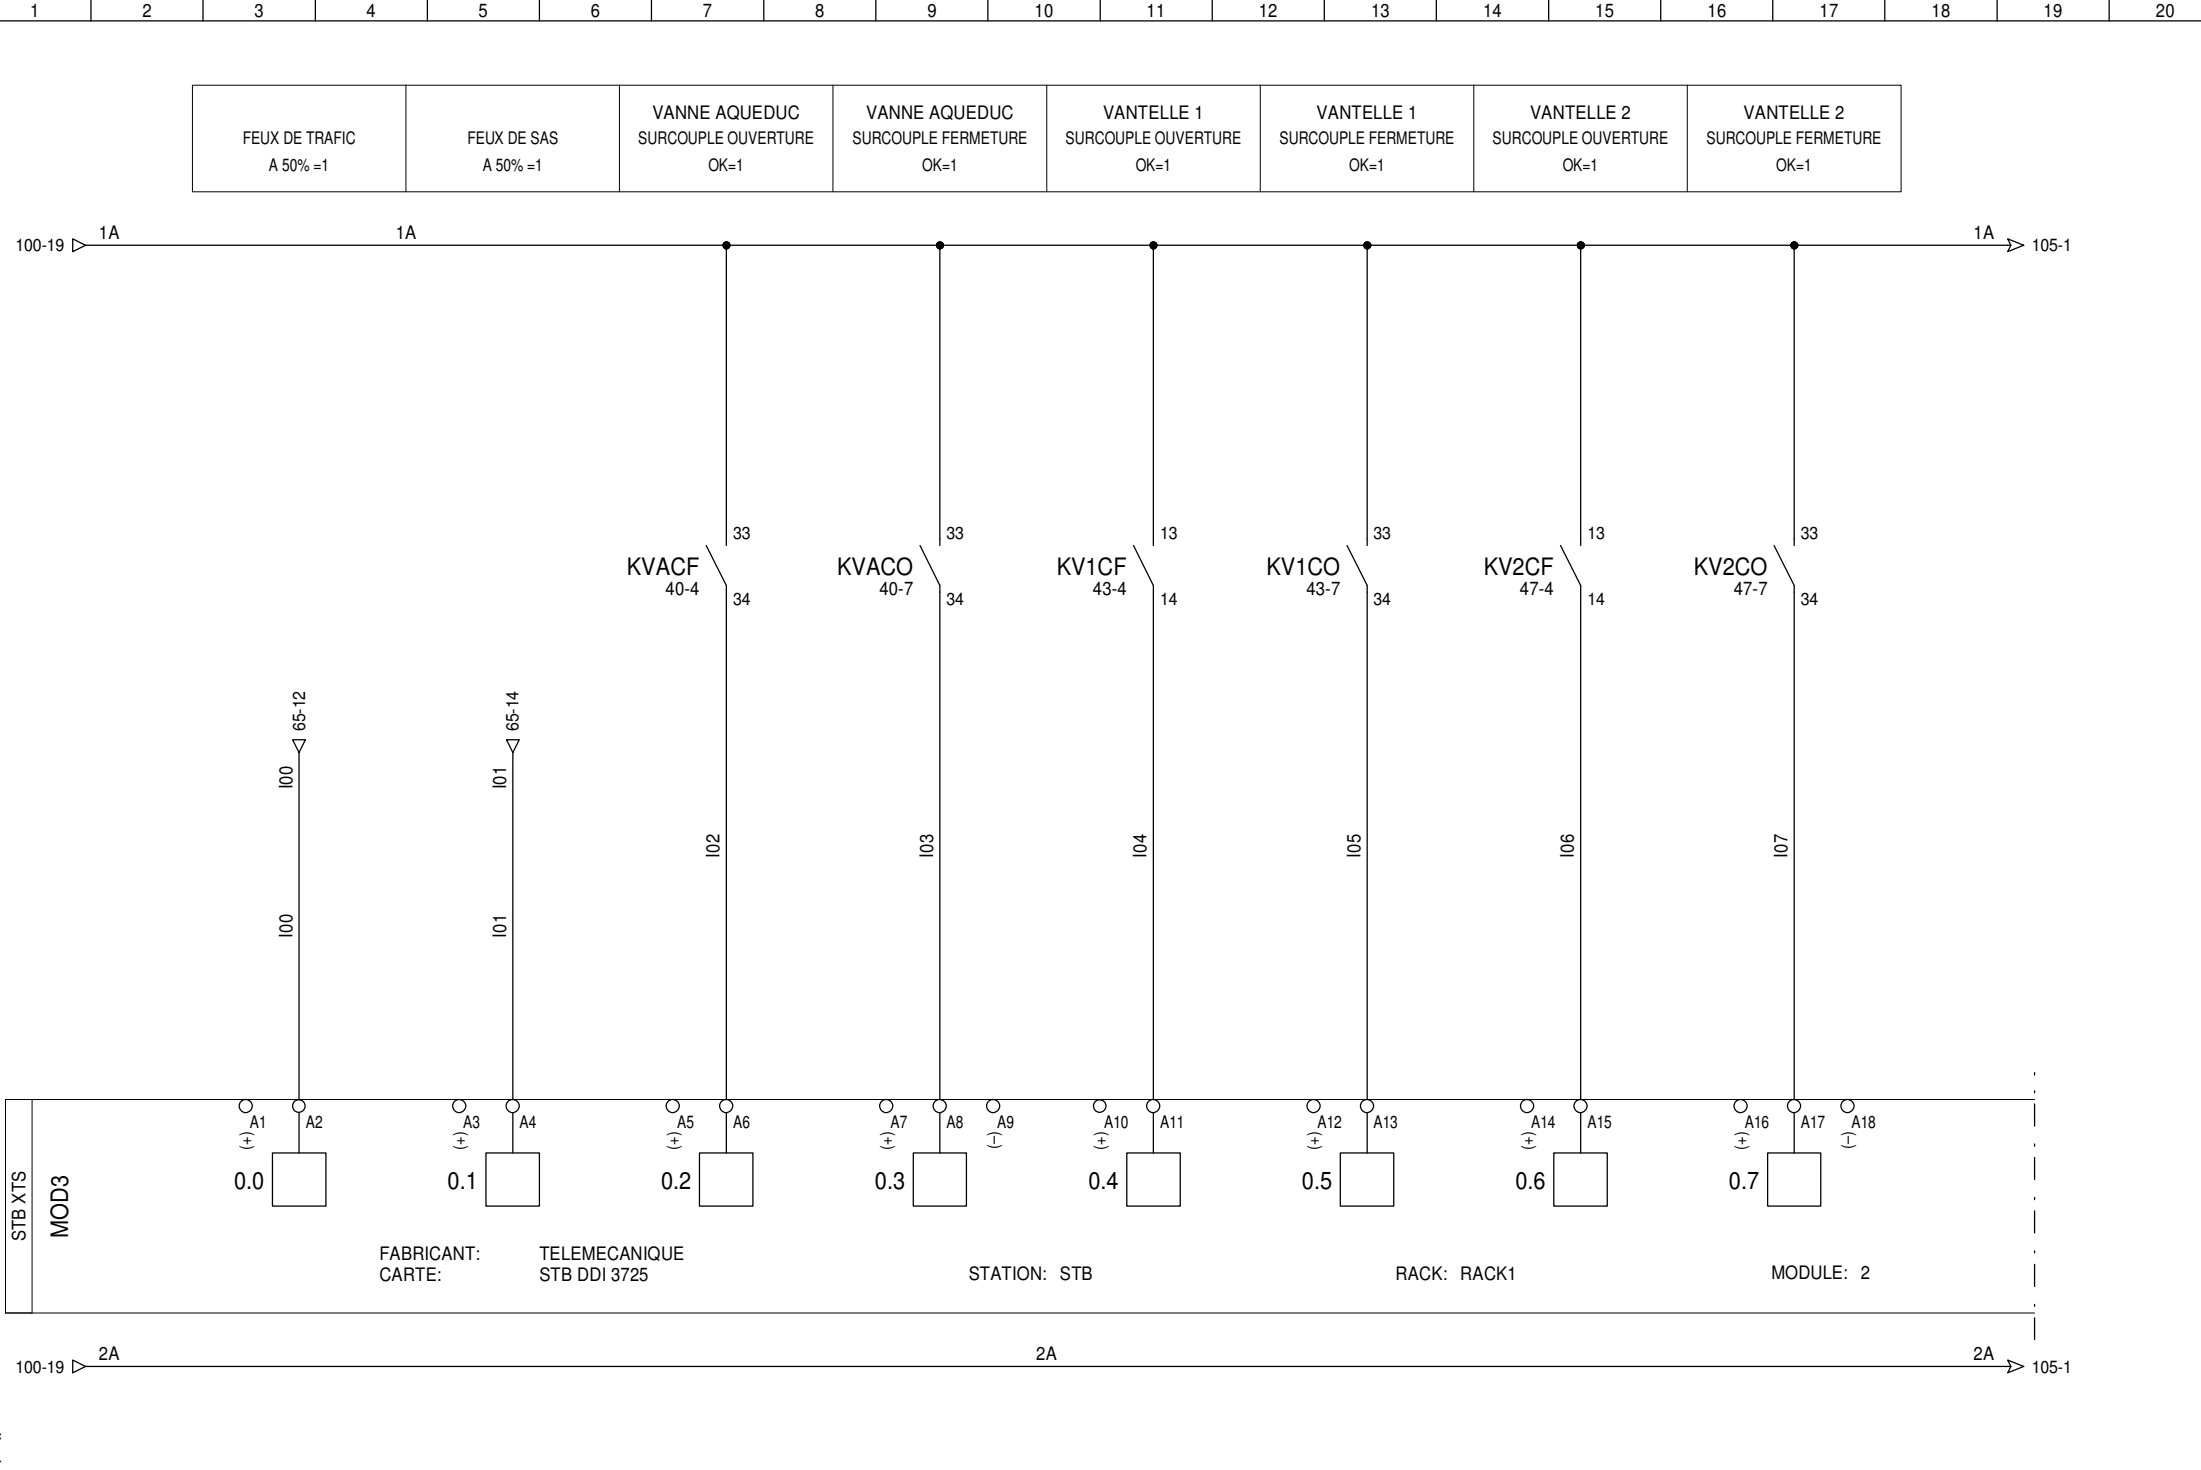 1 2 3 4 5 6 7 8 9 10 11 12 13 14 15 16 17 18 19 20
FEUX DE TRAFIC
A 50% =1
FEUX DE SAS
A 50% =1
VANNE AQUEDUC
SURCOUPLE OUVERTURE
OK=1
VANNE AQUEDUC
SURCOUPLE FERMETURE
OK=1
VANTELLE 1
SURCOUPLE OUVERTURE
OK=1
VANTELLE 1
SURCOUPLE FERMETURE
OK=1
VANTELLE 2
SURCOUPLE OUVERTURE
OK=1
VANTELLE 2
SURCOUPLE FERMETURE
OK=1
100-19 1A 1A 1A 105-1
33 33 13 33 13 33
KVACF KVACO KV1CF KV1CO KV2CF KV2CO
40-4 40-7 43-4 43-7 47-4 47-7
34 34 14 34 14 34
65-12 65-14
I00 I01
I02 I03 I04 I05 I06 I07
I00 I01
A1 A2 A3 A4 A5 A6 A7 A8 A9 A10 A11 A12 A13 A14 A15 A16 A17 A18
(+) (+) (+) (+) (-) (+) (+) (+) (+) (-)
0.0 0.1 0.2 0.3 0.4 0.5 0.6 0.7
STB XTS
MOD3
FABRICANT: TELEMECANIQUE
CARTE: STB DDI 3725
STATION: STB
RACK: RACK1
MODULE: 2
100-19 2A 2A 2A 105-1